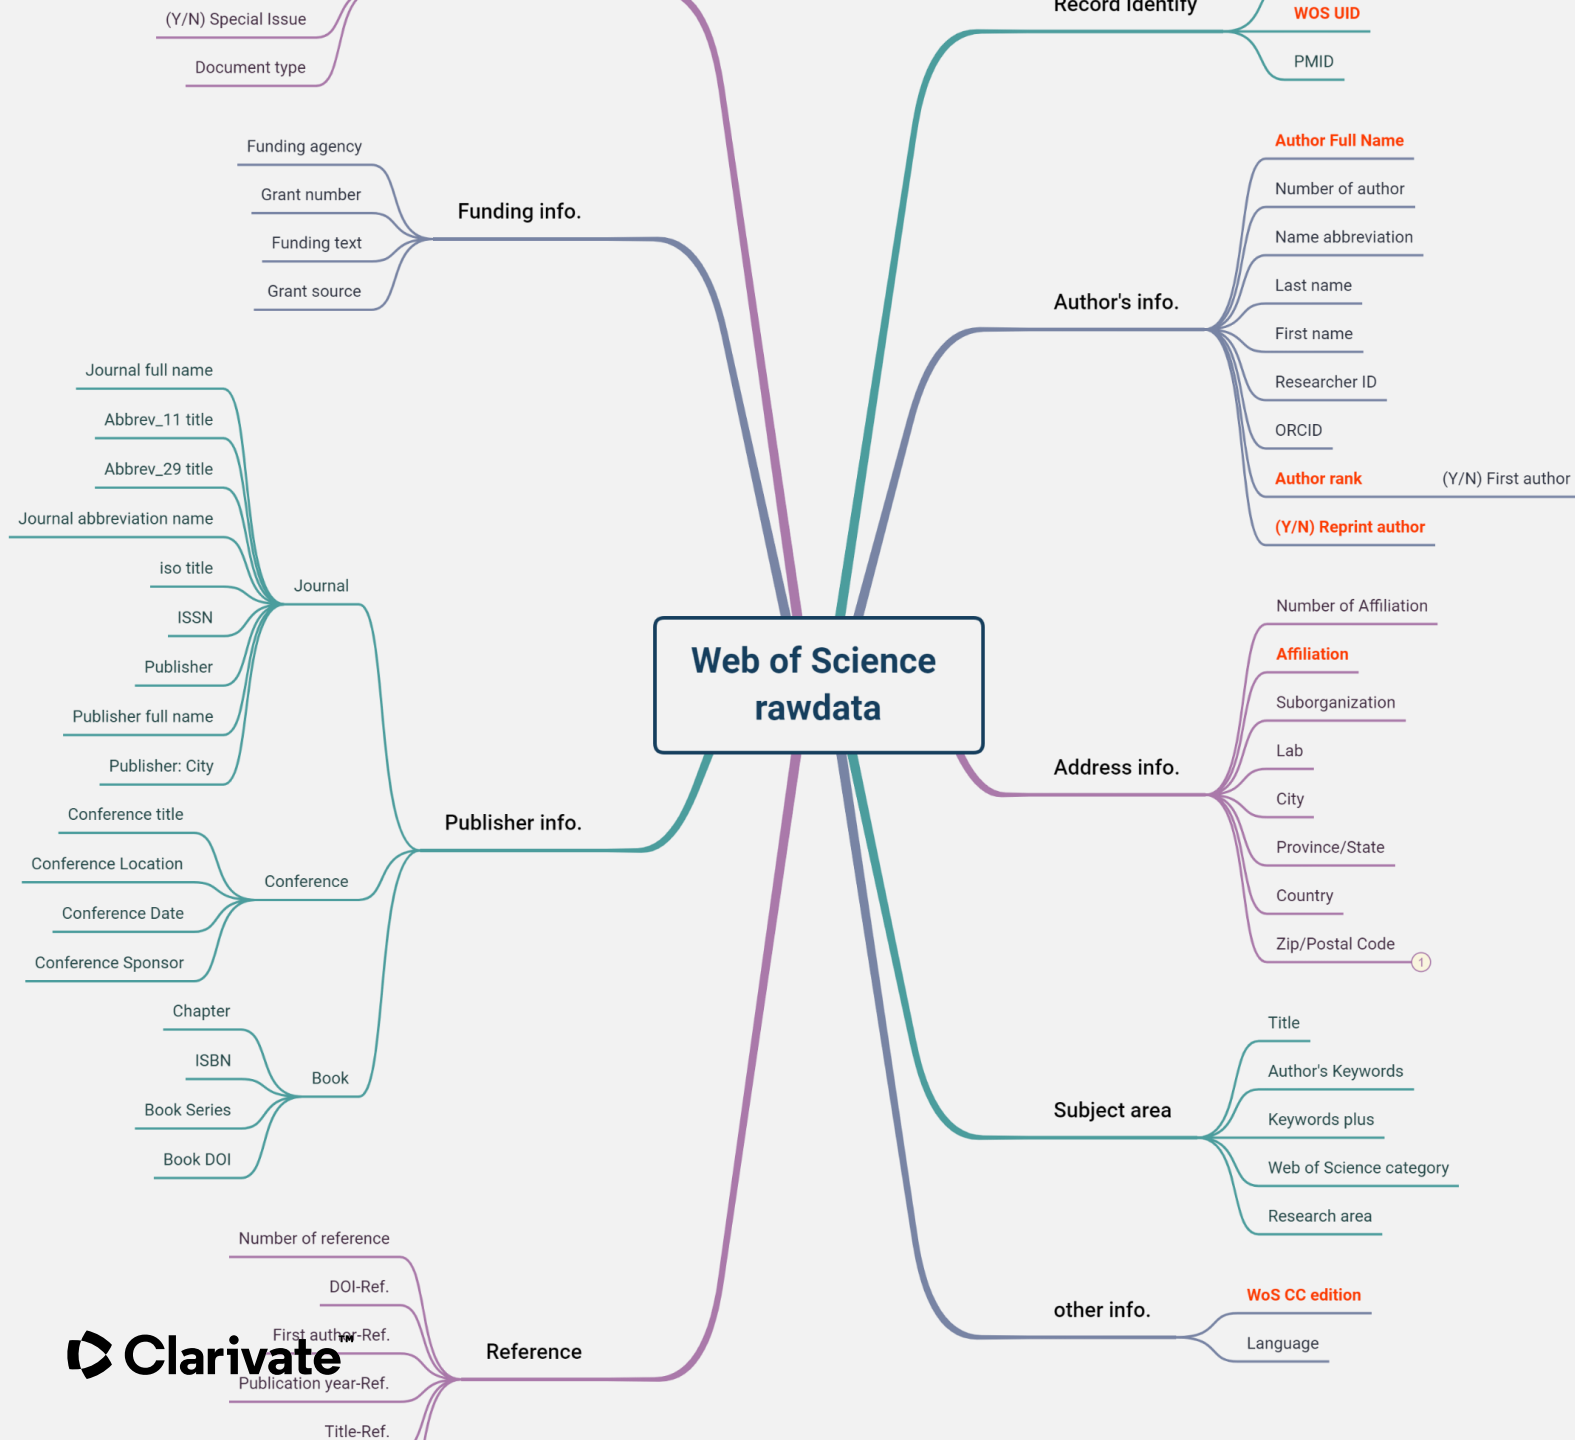 (Y/N) Special Issue
Document type
Funding agency
Grant number
Funding text
Grant source
Funding info.
Journal full name
Abbrev_11 title
Abbrev_29 title
Journal abbreviation name
iso title
ISSN
Publisher
Publisher full name
Publisher: City
Journal
Conference title
Conference Location
Conference Date
Conference Sponsor
Conference
Chapter
ISBN
Book Series
Book DOI
Book
Publisher info.
Number of reference
DOI-Ref.
First author-Ref.
Publication year-Ref.
Title-Ref.
Reference
Clarivate™
Web of Science
rawdata
Record Identify
WOS UID
PMID
Author's info.
Author Full Name
Number of author
Name abbreviation
Last name
First name
Researcher ID
ORCID
Author rank
(Y/N) First author
(Y/N) Reprint author
Address info.
Number of Affiliation
Affiliation
Suborganization
Lab
City
Province/State
Country
Zip/Postal Code
1
Subject area
Title
Author's Keywords
Keywords plus
Web of Science category
Research area
other info.
WoS CC edition
Language